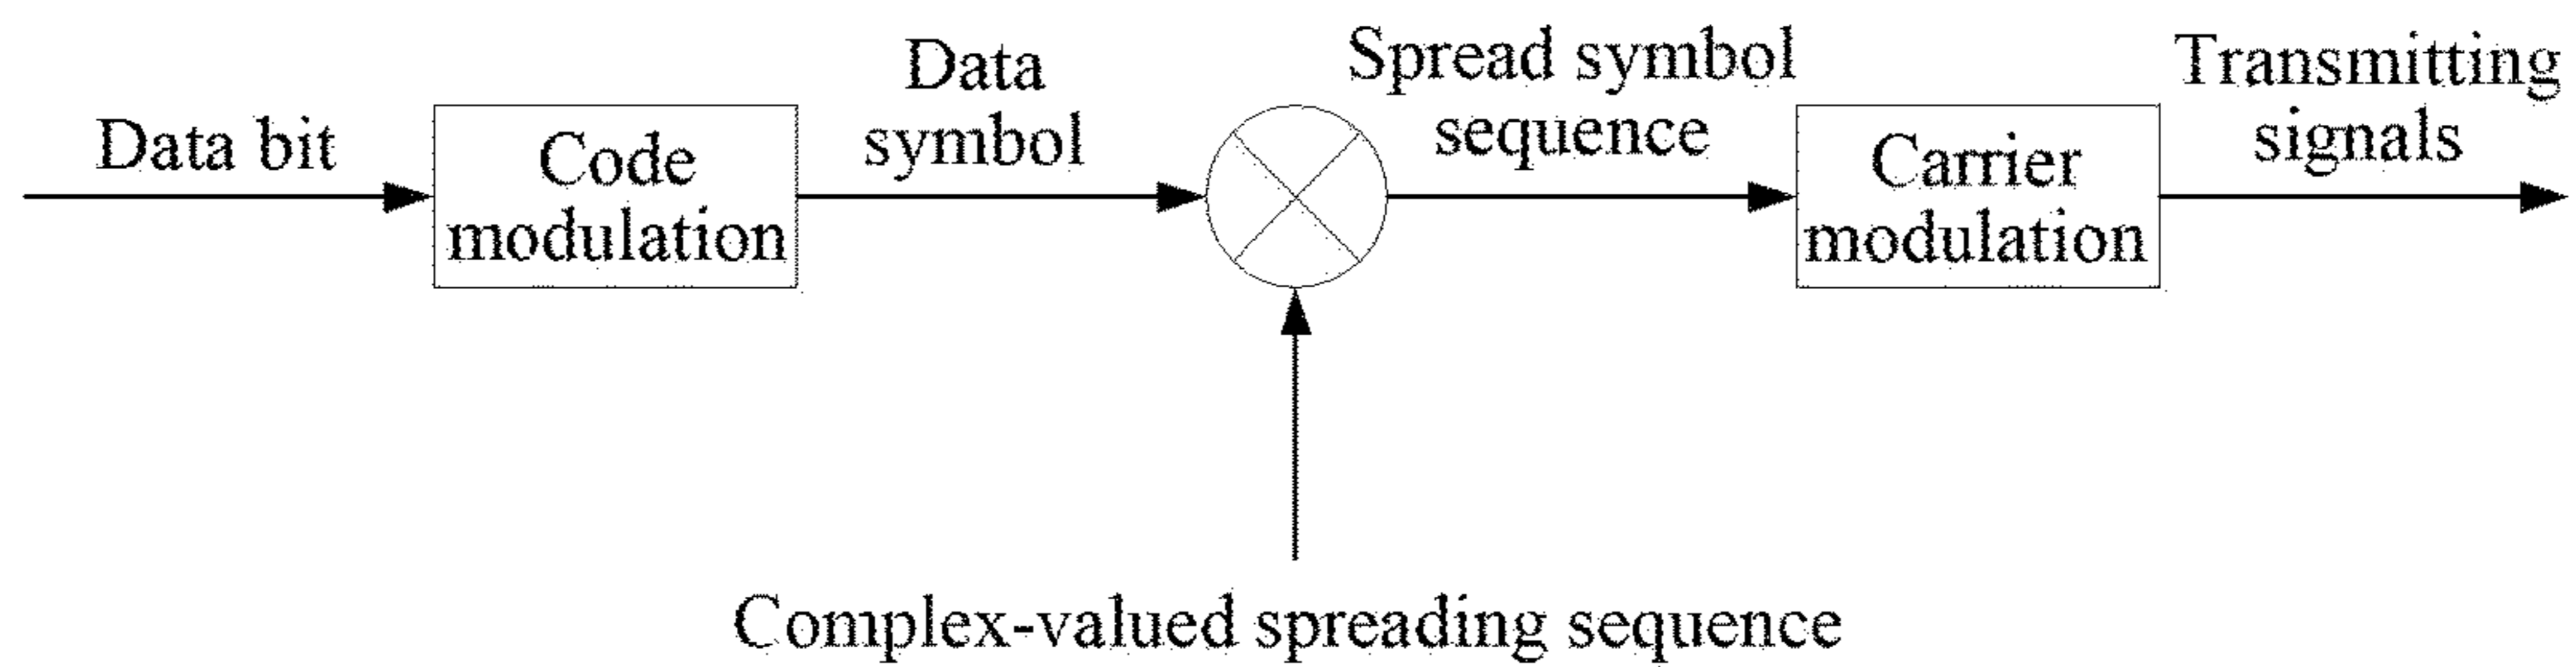 Data bit
Code
modulation
Data
symbol
Spread symbol
sequence
Carrier
modulation
Transmitting
signals
Complex-valued spreading sequence